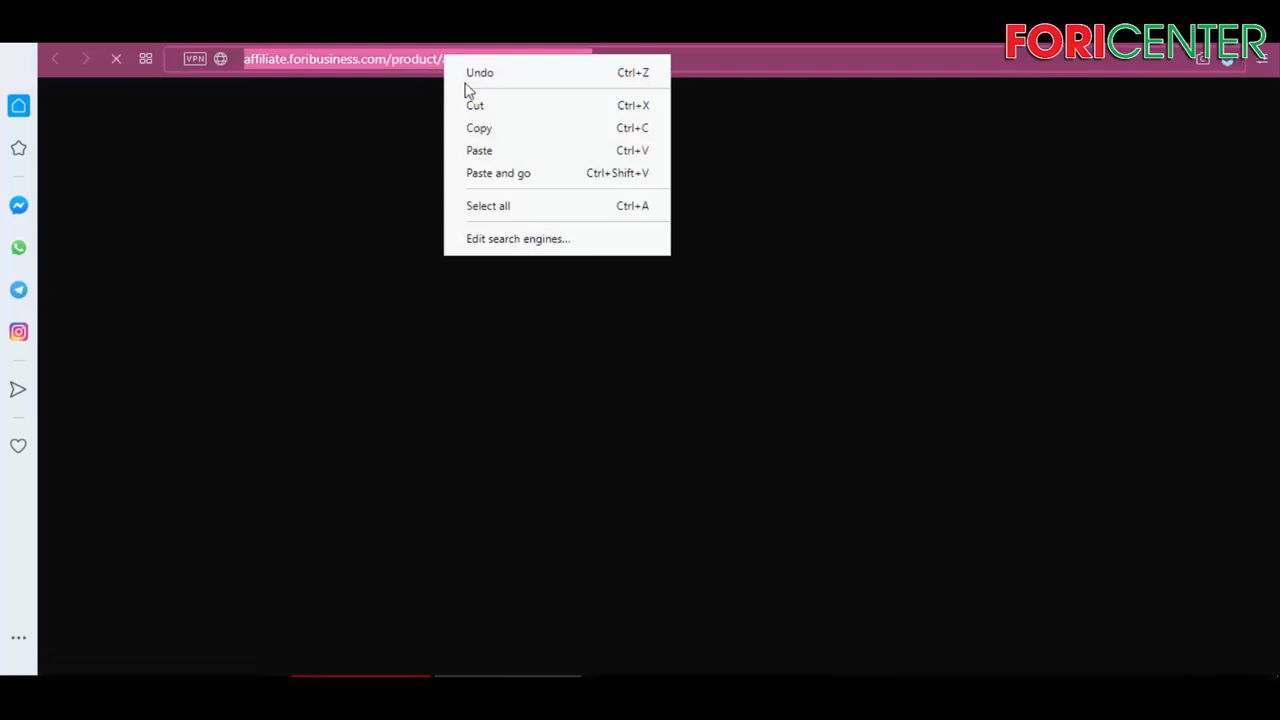 FORICENTER
VPN affiliate.foribusiness.com/product/
Undo Ctrl+Z
Cut Ctrl+X
Copy Ctrl+C
Paste Ctrl+V
Paste and go Ctrl+Shift+V
Select all Ctrl+A
Edit search engines...